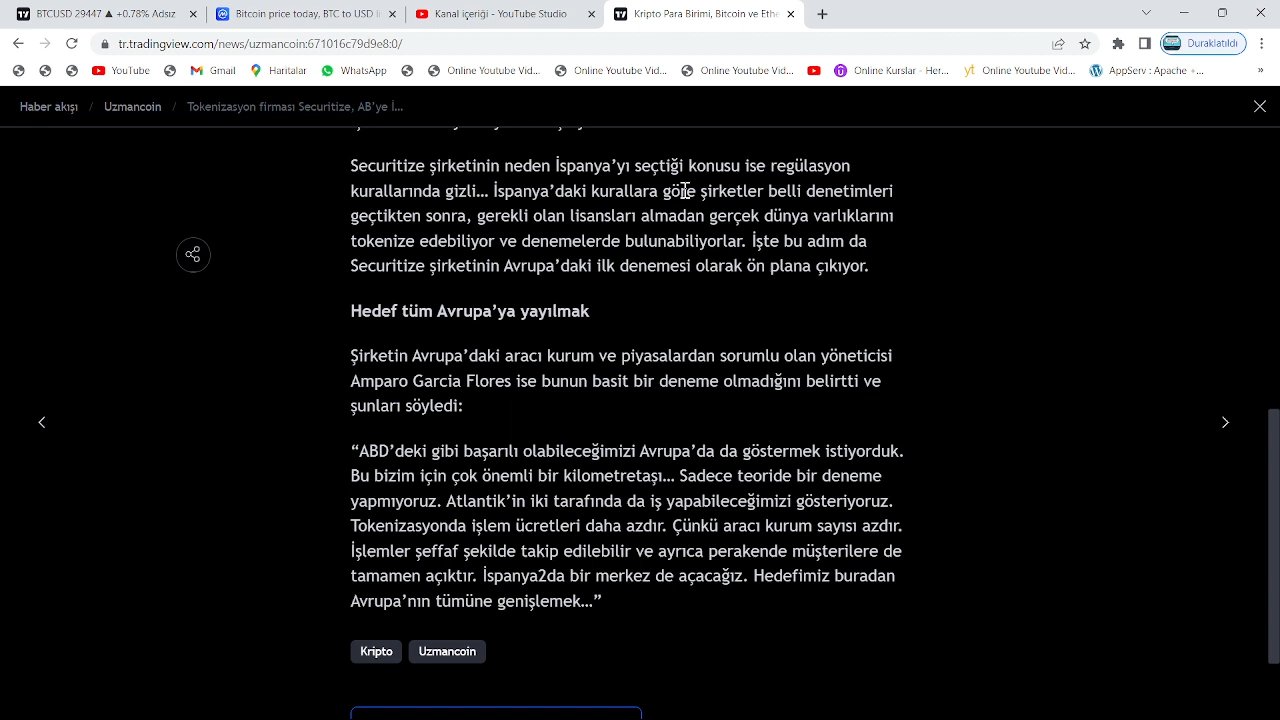 BTCUSD 29447 ▲ +0.78% Adsız
Bitcoin price today, BTC to USD li
Kanal içeriği - YouTube Studio
Kripto Para Birimi, Bitcoin ve Ethe
tr.tradingview.com/news/uzmancoin:671016c79d9e8:0/
Duraklatıldı
YouTube
Gmail
Haritalar
WhatsApp
Online Youtube Vid...
Online Youtube Vid...
Online Youtube Vid...
Online Kurslar - Her...
yt Online Youtube Vid...
AppServ : Apache +...
»
Haber akışı / Uzmancoin / Tokenizasyon firması Securitize, AB’ye İ...
Securitize şirketinin neden İspanya’yı seçtiği konusu ise regülasyon
kurallarında gizli... İspanya’daki kurallara göre şirketler belli denetimleri
geçtikten sonra, gerekli olan lisansları almadan gerçek dünya varlıklarını
tokenize edebiliyor ve denemelerde bulunabiliyorlar. İşte bu adım da
Securitize şirketinin Avrupa’daki ilk denemesi olarak ön plana çıkıyor.
Hedef tüm Avrupa’ya yayılmak
Şirketin Avrupa’daki aracı kurum ve piyasalardan sorumlu olan yöneticisi
Amparo Garcia Flores ise bunun basit bir deneme olmadığını belirtti ve
şunları söyledi:
“ABD’deki gibi başarılı olabileceğimizi Avrupa’da da göstermek istiyorduk.
Bu bizim için çok önemli bir kilometretaşı... Sadece teoride bir deneme
yapmıyoruz. Atlantik’in iki tarafında da iş yapabileceğimizi gösteriyoruz.
Tokenizasyonda işlem ücretleri daha azdır. Çünkü aracı kurum sayısı azdır.
İşlemler şeffaf şekilde takip edilebilir ve ayrıca perakende müşterilere de
tamamen açıktır. İspanya2da bir merkez de açacağız. Hedefimiz buradan
Avrupa’nın tümüne genişlemek...”
Kripto
Uzmancoin